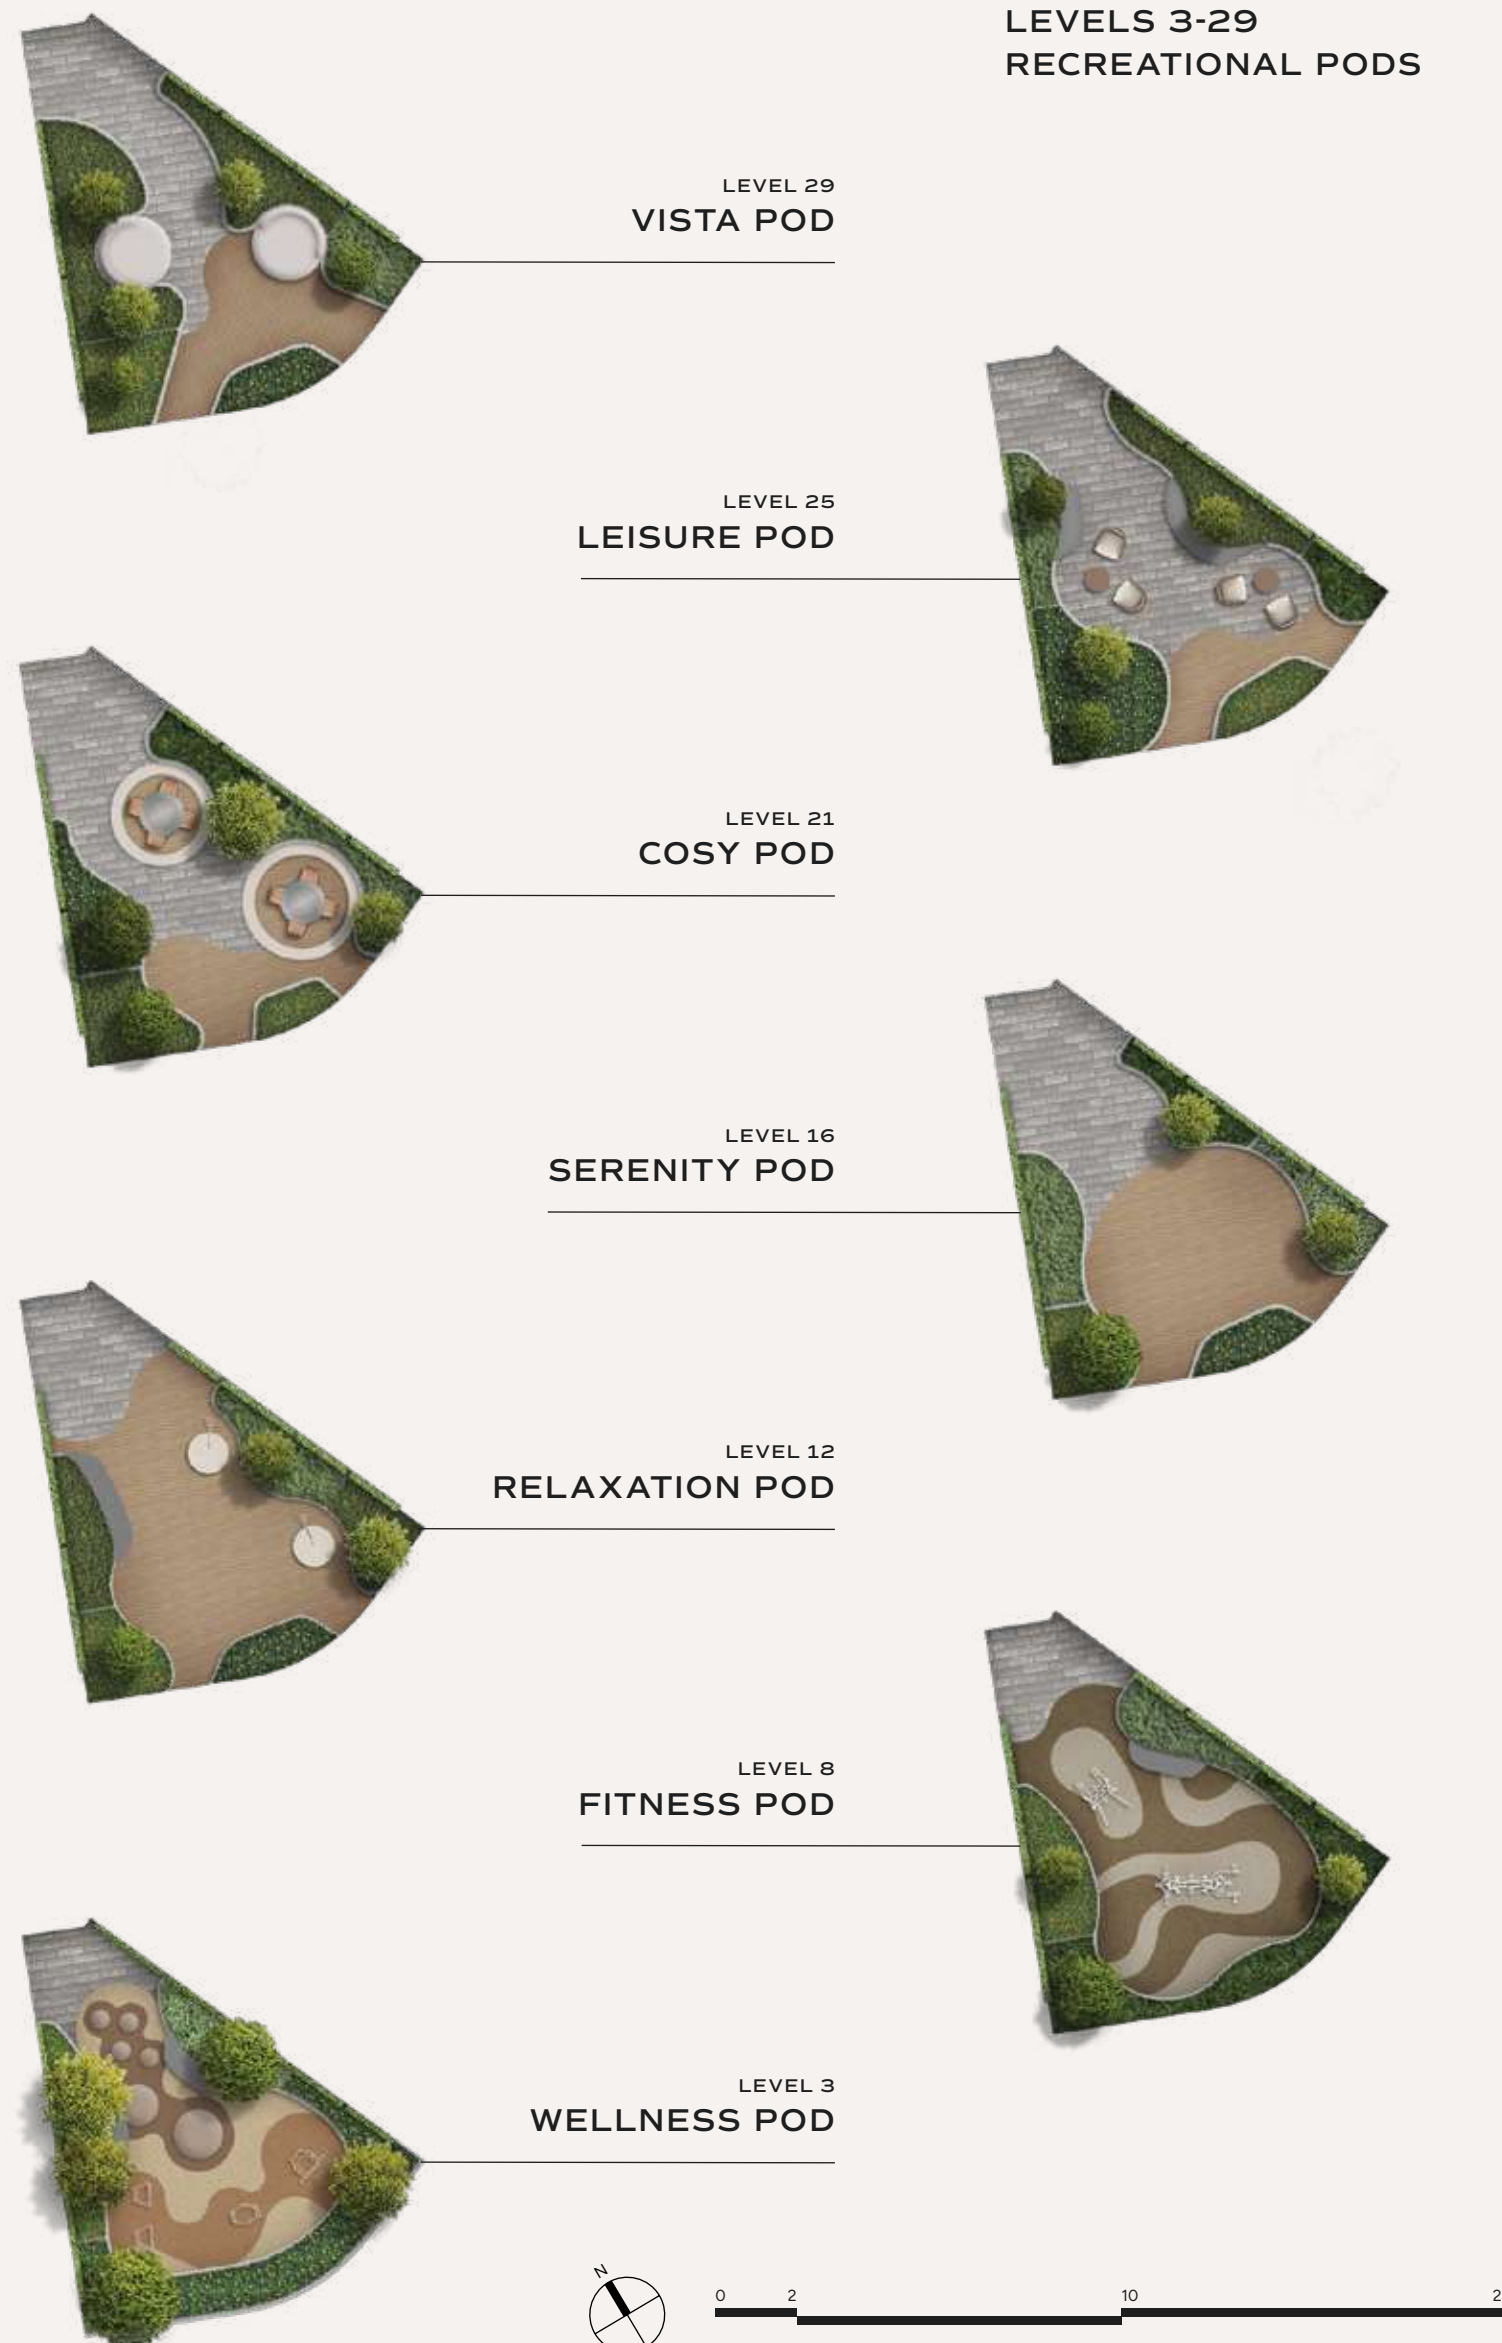 LEVELS 3-29
RECREATIONAL PODS
LEVEL 29
VISTA POD
LEVEL 25
LEISURE POD
LEVEL 21
COSY POD
LEVEL 16
SERENITY POD
LEVEL 12
RELAXATION POD
LEVEL 8
FITNESS POD
LEVEL 3
WELLNESS POD
N
0 2 10